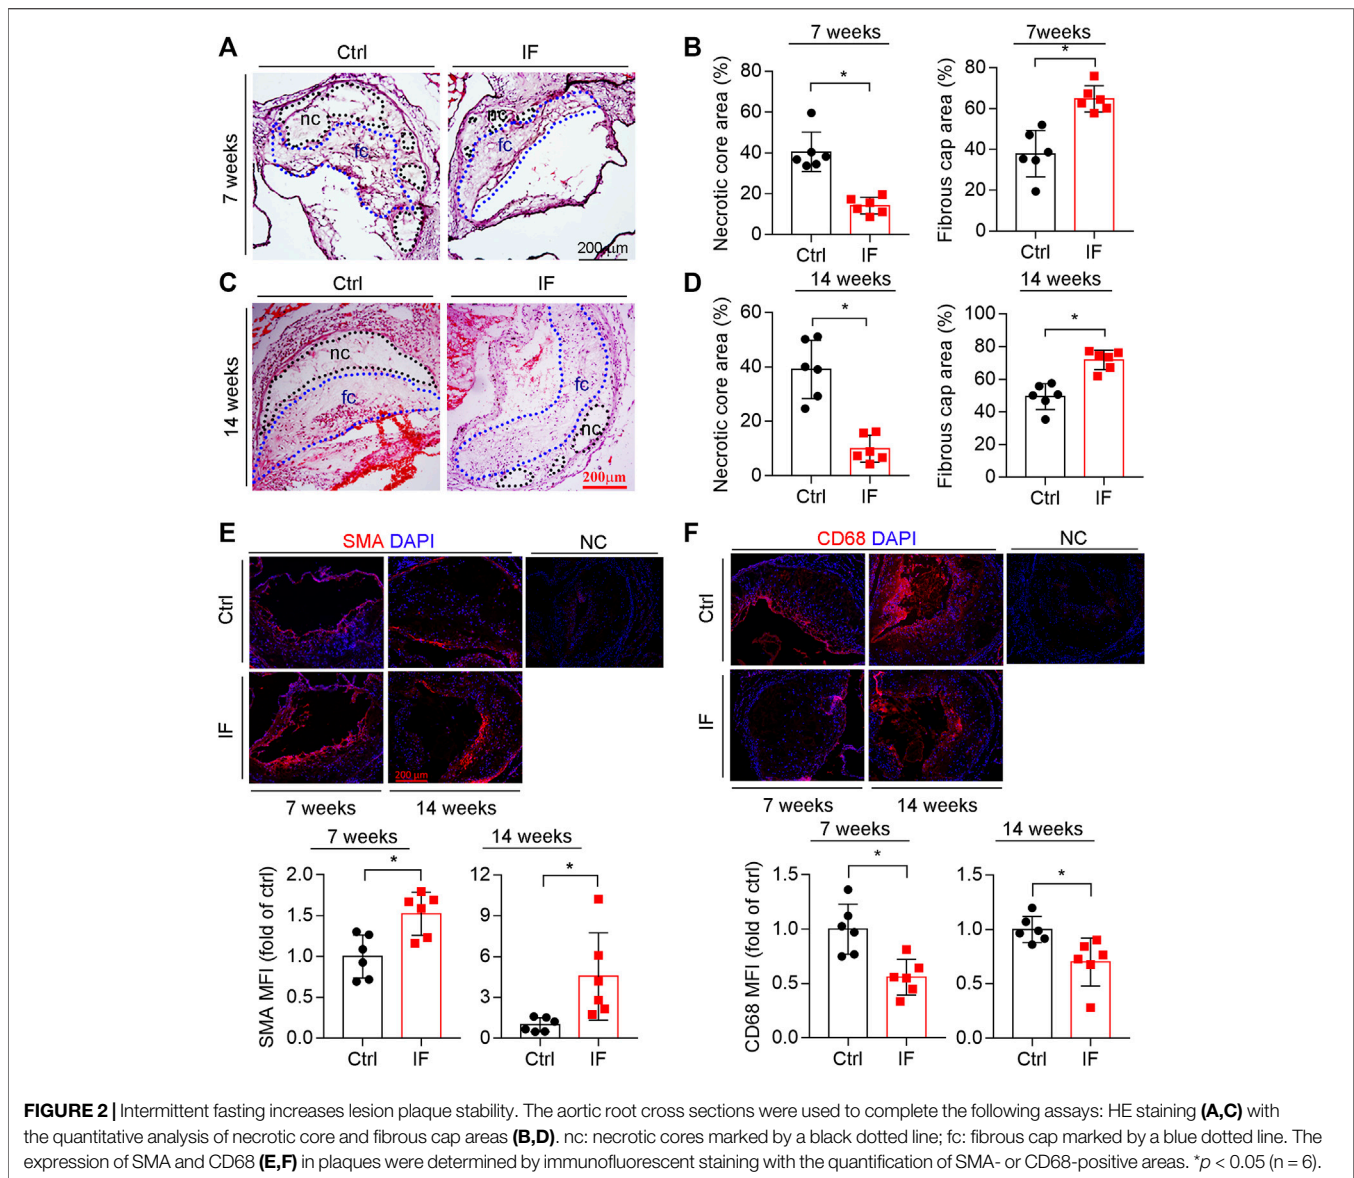 A
Ctrl
IF
7 weeks
nc
fc
nc
fc
200 μm
B
7 weeks
Necrotic core area (%)
80
60
40
20
0
*
Ctrl
IF
7weeks
Fibrous cap area (%)
80
60
40
20
0
*
Ctrl
IF
C
Ctrl
IF
14 weeks
nc
fc
fc
nc
200μm
D
14 weeks
Necrotic core area (%)
60
40
20
0
*
Ctrl
IF
14 weeks
Fibrous cap area (%)
100
80
60
40
20
0
*
Ctrl
IF
E
SMA DAPI
NC
Ctrl
IF
200 μm
7 weeks
14 weeks
7 weeks
SMA MFI (fold of ctrl)
2.0
1.5
1.0
0.5
0.0
*
Ctrl
IF
14 weeks
12
9
6
3
0
*
Ctrl
IF
F
CD68 DAPI
NC
Ctrl
IF
7 weeks
14 weeks
7 weeks
CD68 MFI (fold of ctrl)
1.5
1.0
0.5
0.0
*
Ctrl
IF
14 weeks
1.5
1.0
0.5
0.0
*
Ctrl
IF
FIGURE 2 | Intermittent fasting increases lesion plaque stability. The aortic root cross sections were used to complete the following assays: HE staining (A,C) with
the quantitative analysis of necrotic core and fibrous cap areas (B,D). nc: necrotic cores marked by a black dotted line; fc: fibrous cap marked by a blue dotted line. The
expression of SMA and CD68 (E,F) in plaques were determined by immunofluorescent staining with the quantification of SMA- or CD68-positive areas. *p < 0.05 (n = 6).